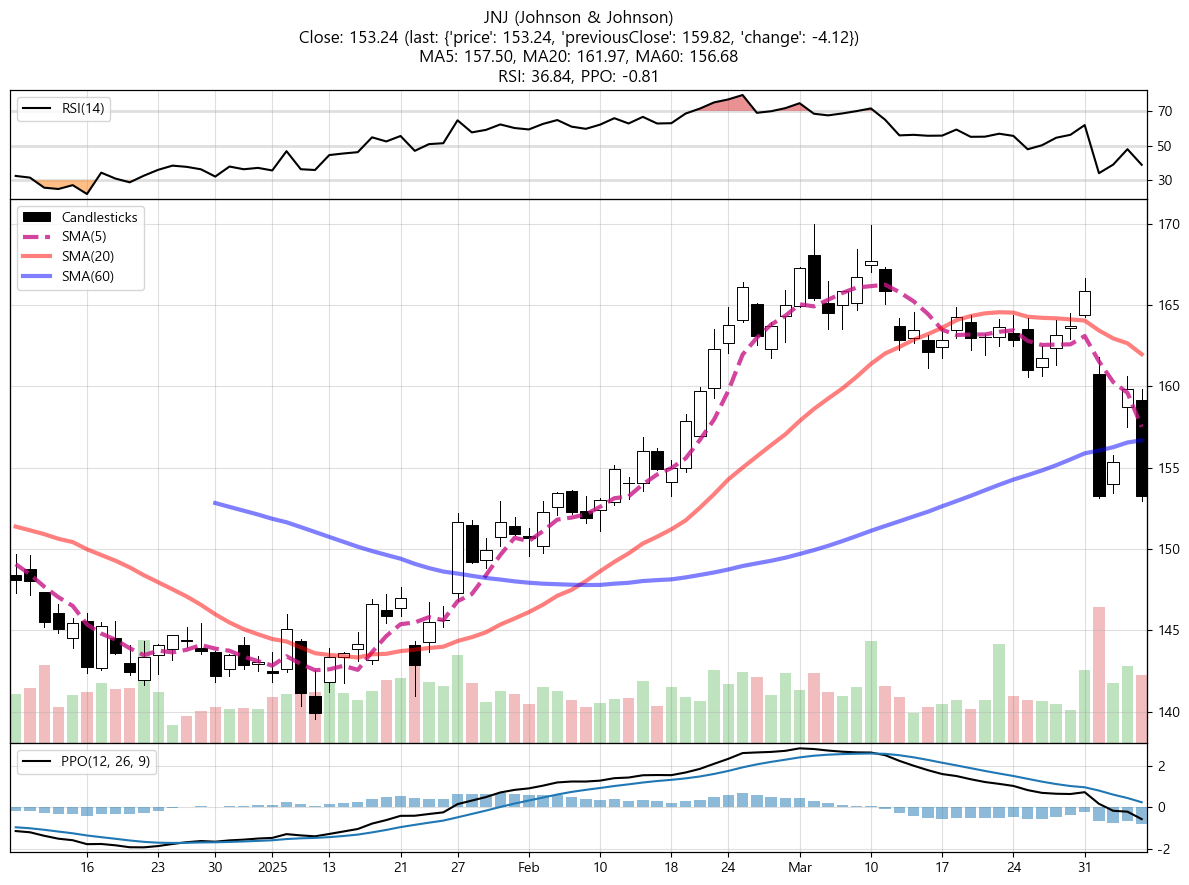 JNJ (Johnson & Johnson)
Close: 153.24 (last: {'price': 153.24, 'previousClose': 159.82, 'change': -4.12})
MA5: 157.50, MA20: 161.97, MA60: 156.68
RSI: 36.84, PPO: -0.81
RSI(14)
70
50
30
Candlesticks
SMA(5)
SMA(20)
SMA(60)
170
165
160
155
150
145
140
PPO(12, 26, 9)
2
0
-2
16 23 30 2025 13 21 27 Feb 10 18 24 Mar 10 17 24 31